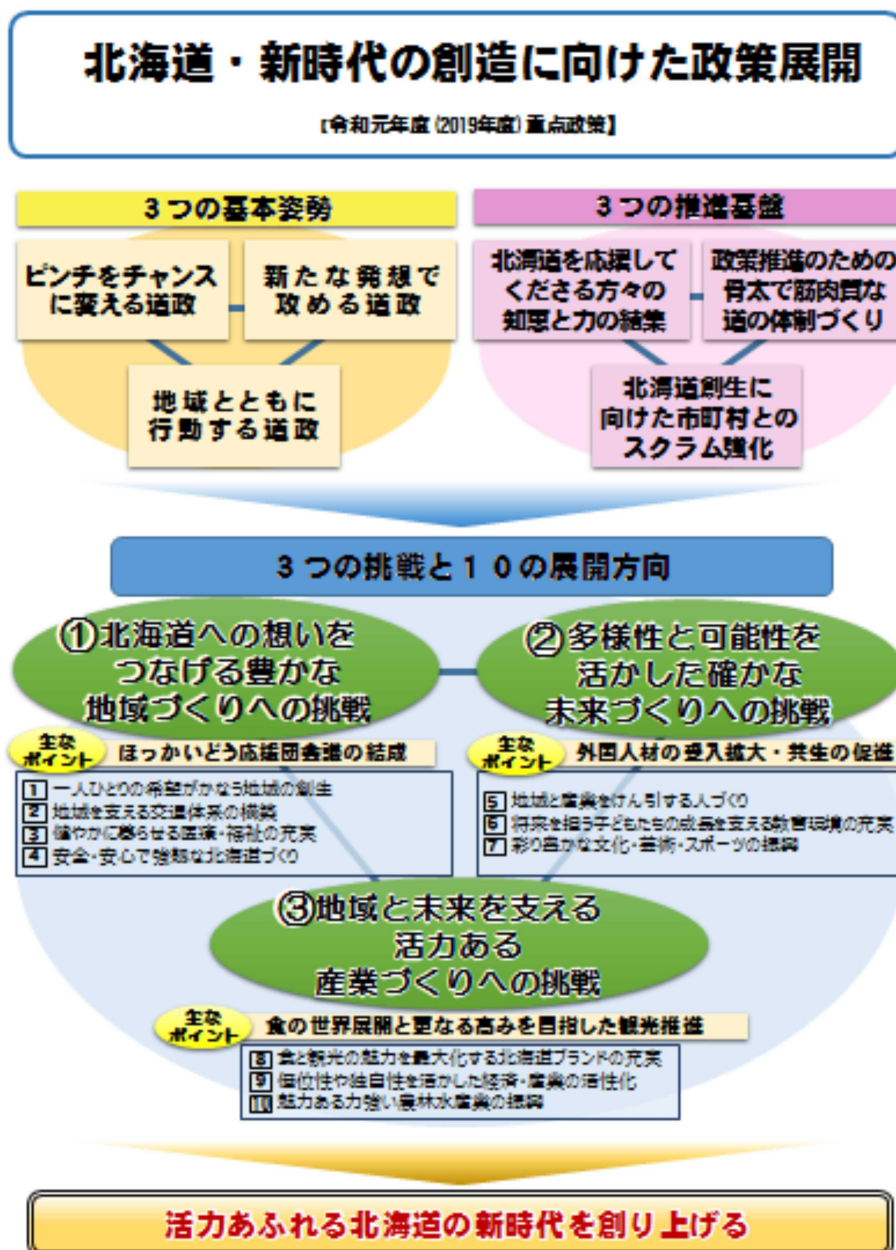 北海道・新時代の創造に向けた政策展開
【令和元年度(2019年度)重点政策】
3つの基本姿勢
ピンチをチャンス
に変える道政
新たな発想で
攻める道政
地域とともに
行動する道政
3つの推進基盤
北海道を応援して
くださる方々の
知恵と力の結集
政策推進のための
骨太で筋肉質な
道の体制づくり
北海道創生に
向けた市町村との
スクラム強化
3つの挑戦と10の展開方向
①北海道への想いを
つなげる豊かな
地域づくりへの挑戦
主な
ポイント
ほっかいどう応援団会議の結成
1 一人ひとりの希望がかなう地域の創生
2 地域を支える交通体系の構築
3 健やかに暮らせる医療・福祉の充実
4 安全・安心で強靱な北海道づくり
②多様性と可能性を
活かした確かな
未来づくりへの挑戦
主な
ポイント
外国人材の受入拡大・共生の促進
5 地域と産業をけん引する人づくり
6 将来を担う子どもたちの成長を支える教育環境の充実
7 彩り豊かな文化・芸術・スポーツの振興
③地域と未来を支える
活力ある
産業づくりへの挑戦
主な
ポイント
食の世界展開と更なる高みを目指した観光推進
8 食と観光の魅力を最大化する北海道ブランドの充実
9 優位性や独自性を活かした経済・産業の活性化
10 魅力ある力強い農林水産業の振興
活力あふれる北海道の新時代を創り上げる